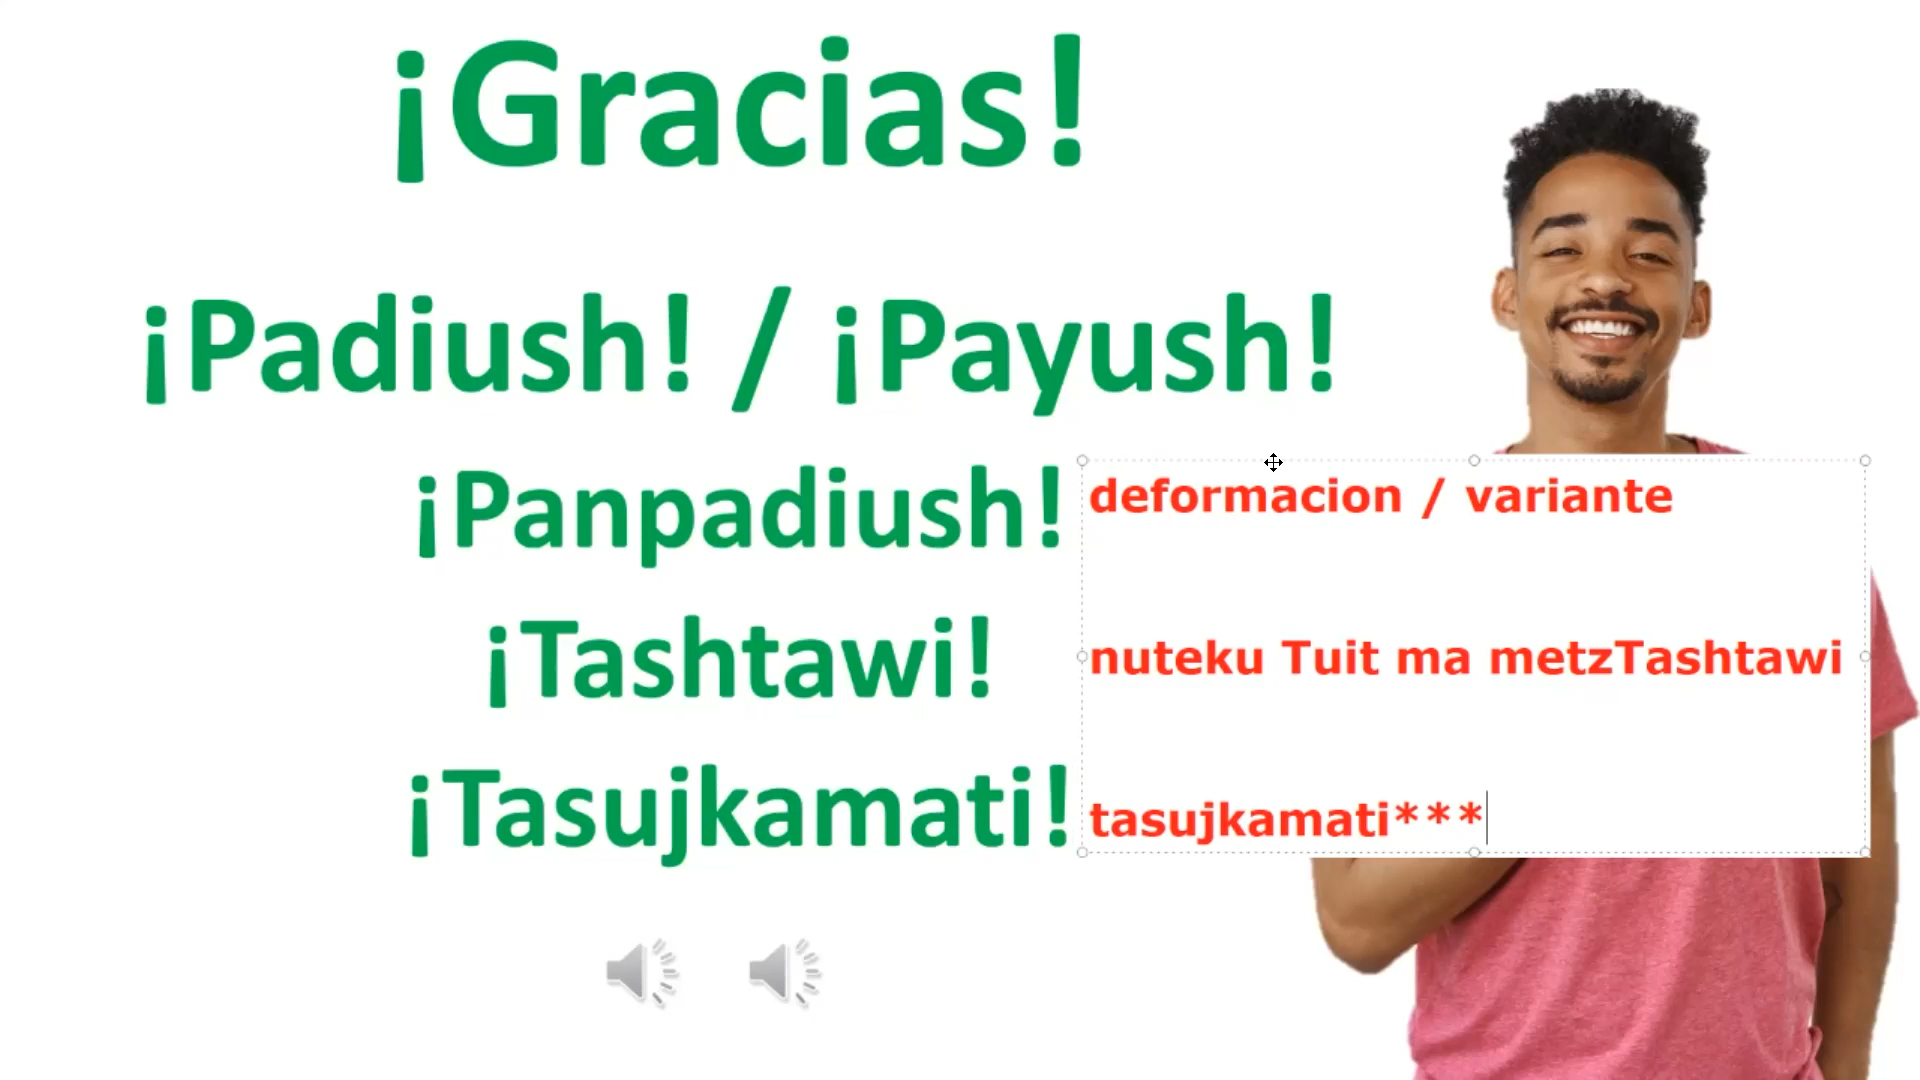 ¡Gracias!
¡Padiush! / ¡Payush!
¡Panpadiush!
deformacion / variante
¡Tashtawi!
nuteku Tuit ma metzTashtawi
¡Tasujkamati!
tasujkamati***